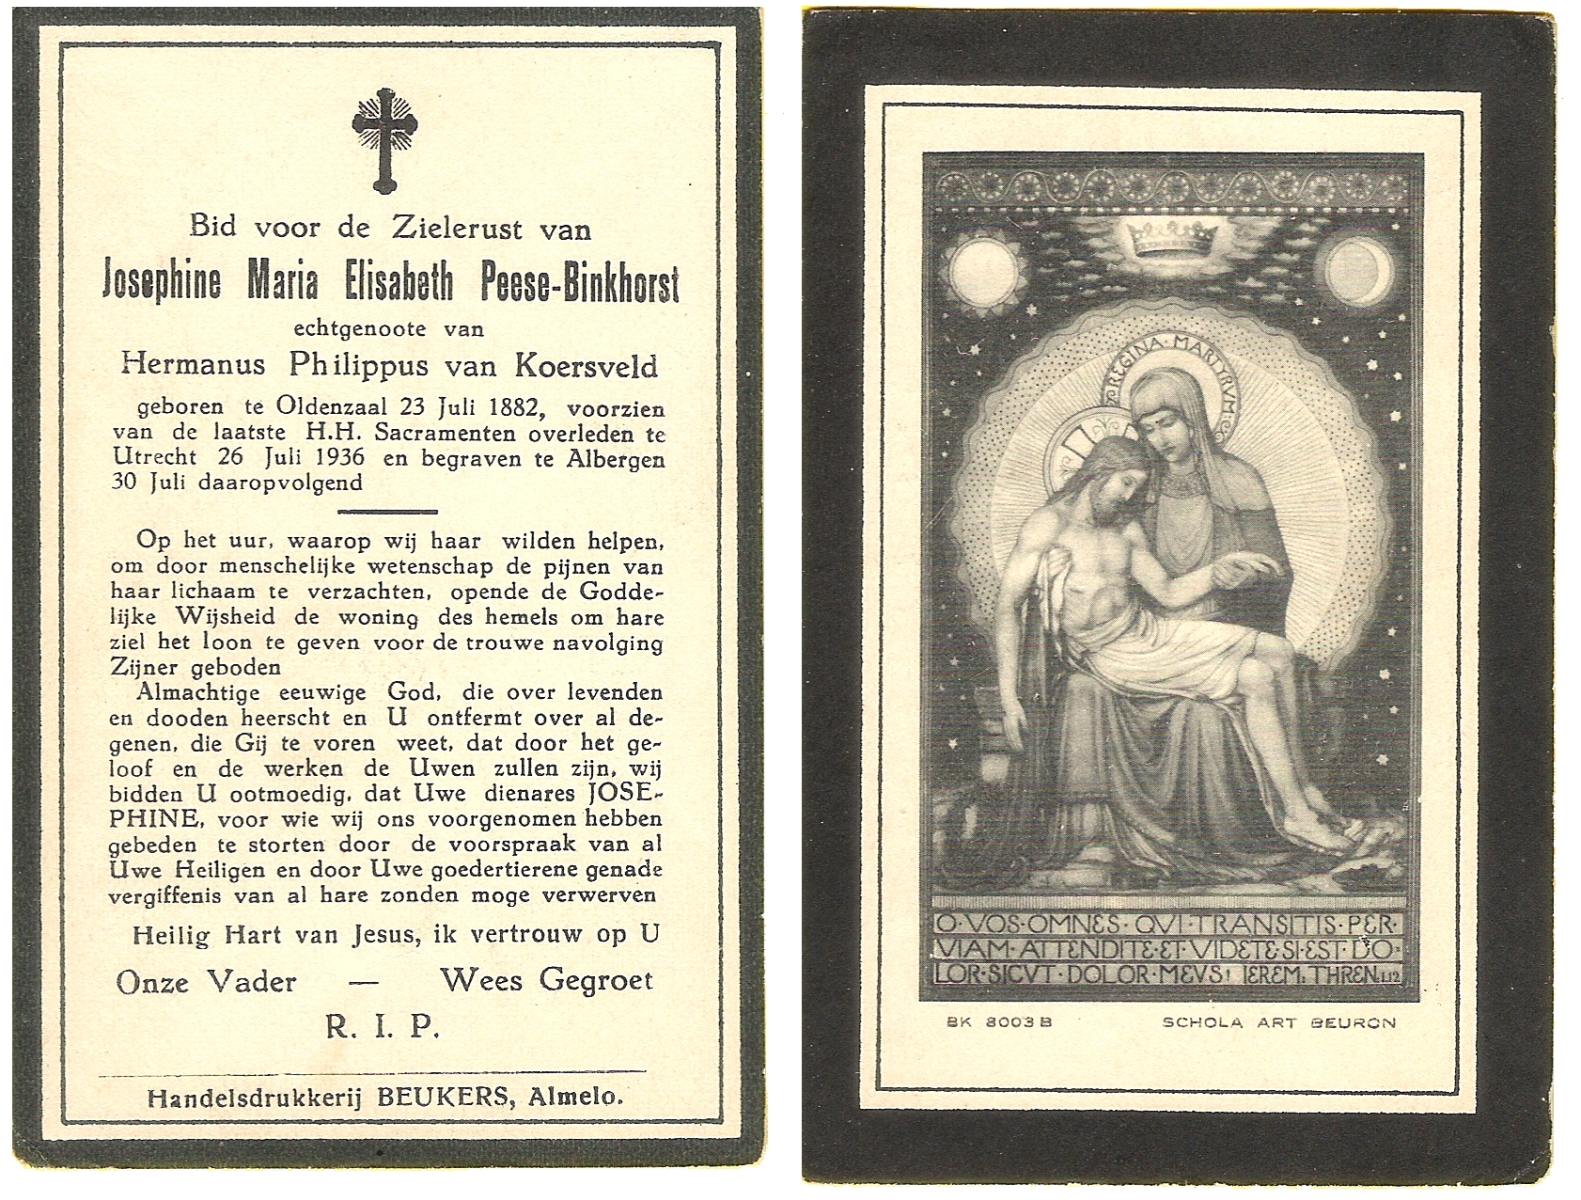 Bid voor de Zielerust van
Josephine Maria Elisabeth Peese-Binkhorst
echtgenoote van
Hermanus Philippus van Koersveld
geboren te Oldenzaal 23 Juli 1882, voorzien
van de laatste H.H. Sacramenten overleden te
Utrecht 26 Juli 1936 en begraven te Albergen
30 Juli daaropvolgend
Op het uur, waarop wij haar wilden helpen,
om door menschelijke wetenschap de pijnen van
haar lichaam te verzachten, opende de Godde-
lijke Wijsheid de woning des hemels om hare
ziel het loon te geven voor de trouwe navolging
Zijner geboden
Almachtige eeuwige God, die over levenden
en dooden heerscht en U ontfermt over al de-
genen, die Gij te voren weet, dat door het ge-
loof en de werken de Uwen zullen zijn, wij
bidden U ootmoedig, dat Uwe dienares JOSE-
PHINE, voor wie wij ons voorgenomen hebben
gebeden te storten door de voorspraak van al
Uwe Heiligen en door Uwe goedertierene genade
vergiffenis van al hare zonden moge verwerven
Heilig Hart van Jesus, ik vertrouw op U
Onze Vader — Wees Gegroet
R. I. P.
Handelsdrukkerij BEUKERS, Almelo.
REGINA·MARTYRVM·
O·VOS·OMNES·QVI·TRANSITIS·PER·
VIAM·ATTENDITE·ET·VIDETE·SI·EST·DO-
LOR·SICVT·DOLOR·MEVS! IEREM: THREN: 1.12
BK 8003 B SCHOLA ART BEURON